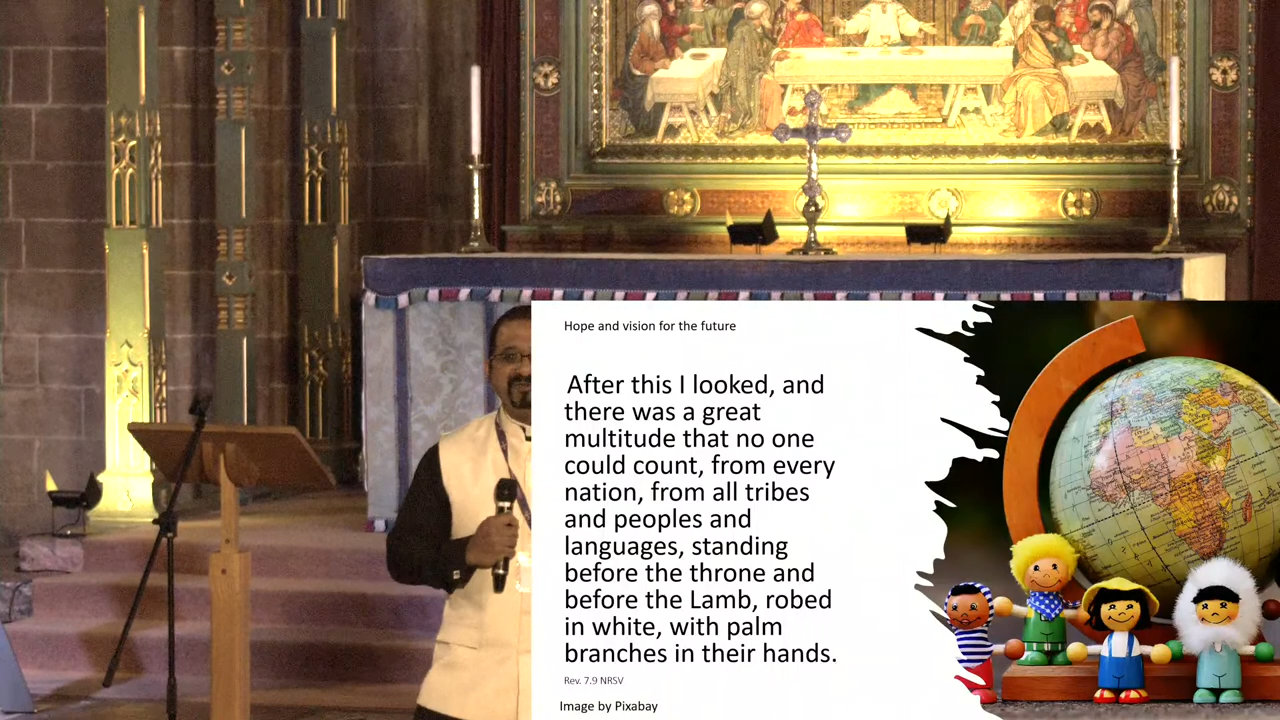 Hope and vision for the future
After this I looked, and
there was a great
multitude that no one
could count, from every
nation, from all tribes
and peoples and
languages, standing
before the throne and
before the Lamb, robed
in white, with palm
branches in their hands.
Rev. 7.9 NRSV
Image by Pixabay